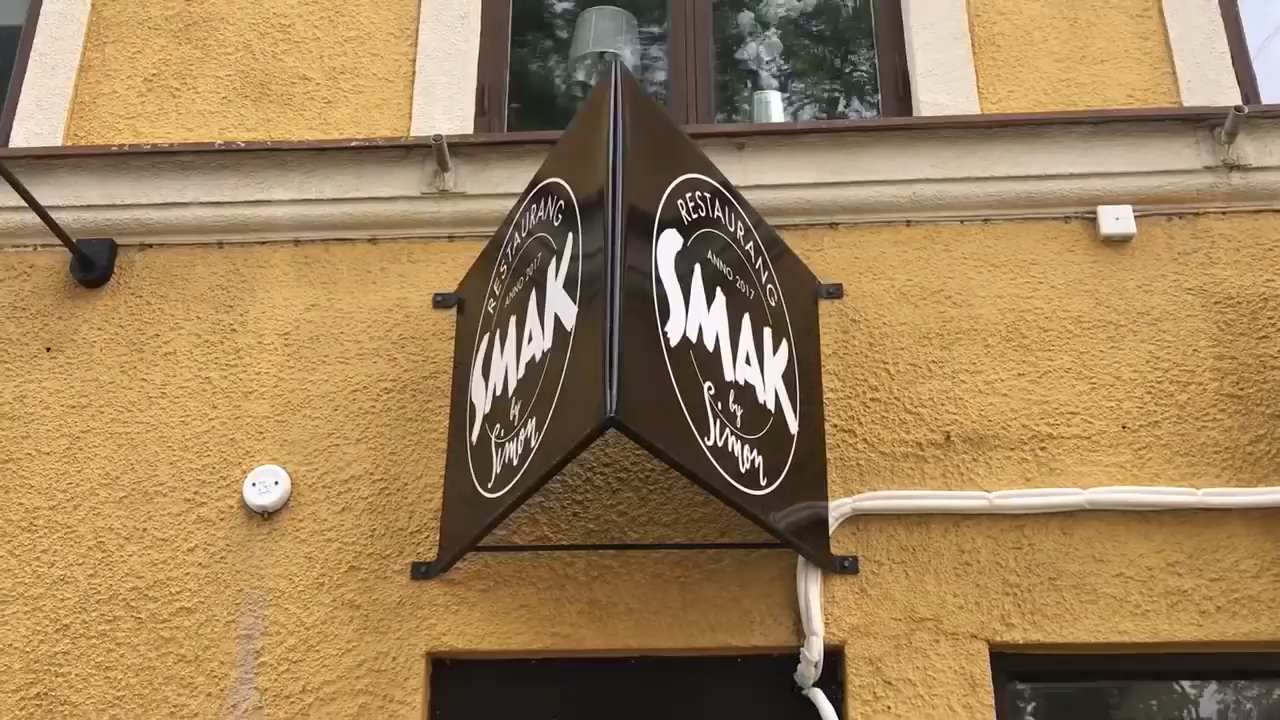 RESTAURANG
ANNO 2017
SMAK
by
Simon
RESTAURANG
ANNO 2017
SMAK
by
Simon